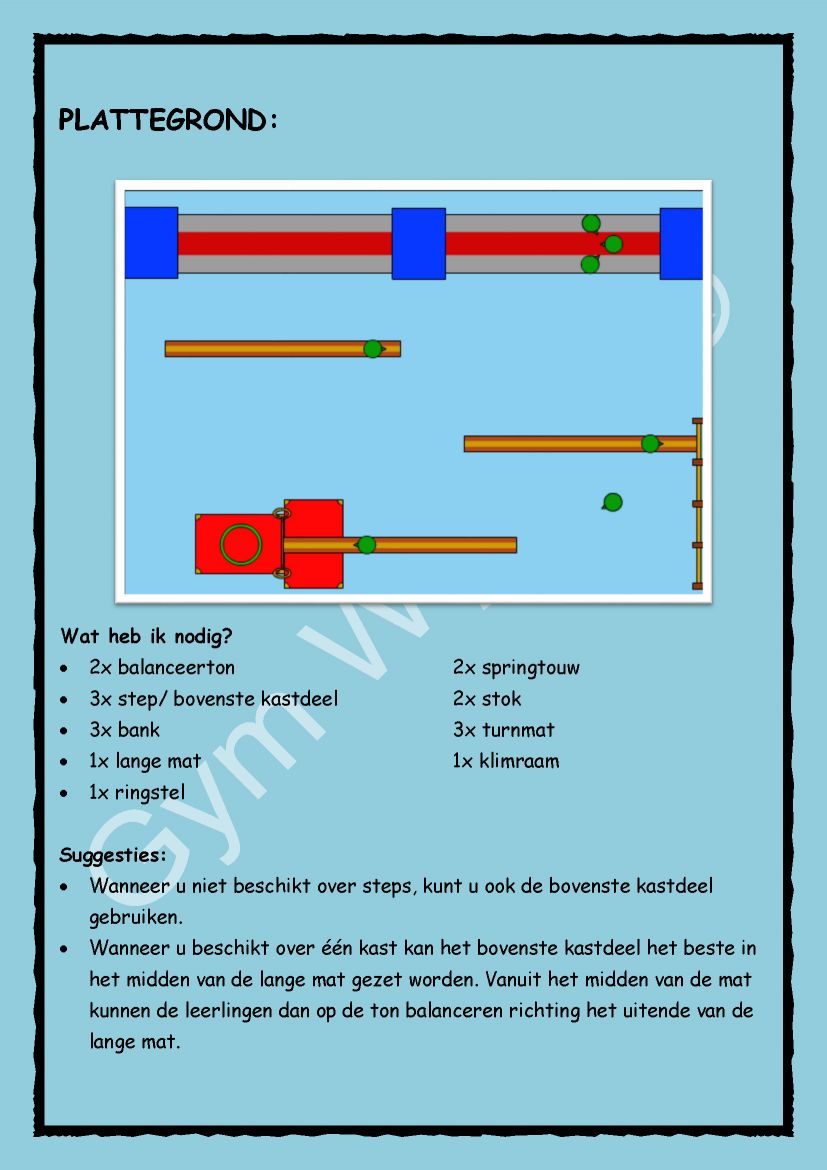 PLATTEGROND:
Wat heb ik nodig?
• 2x balanceerton 2x springtouw
• 3x step/ bovenste kastdeel 2x stok
• 3x bank 3x turnmat
• 1x lange mat 1x klimraam
• 1x ringstel
Suggesties:
• Wanneer u niet beschikt over steps, kunt u ook de bovenste kastdeel
gebruiken.
• Wanneer u beschikt over één kast kan het bovenste kastdeel het beste in
het midden van de lange mat gezet worden. Vanuit het midden van de mat
kunnen de leerlingen dan op de ton balanceren richting het uitende van de
lange mat.
Gym